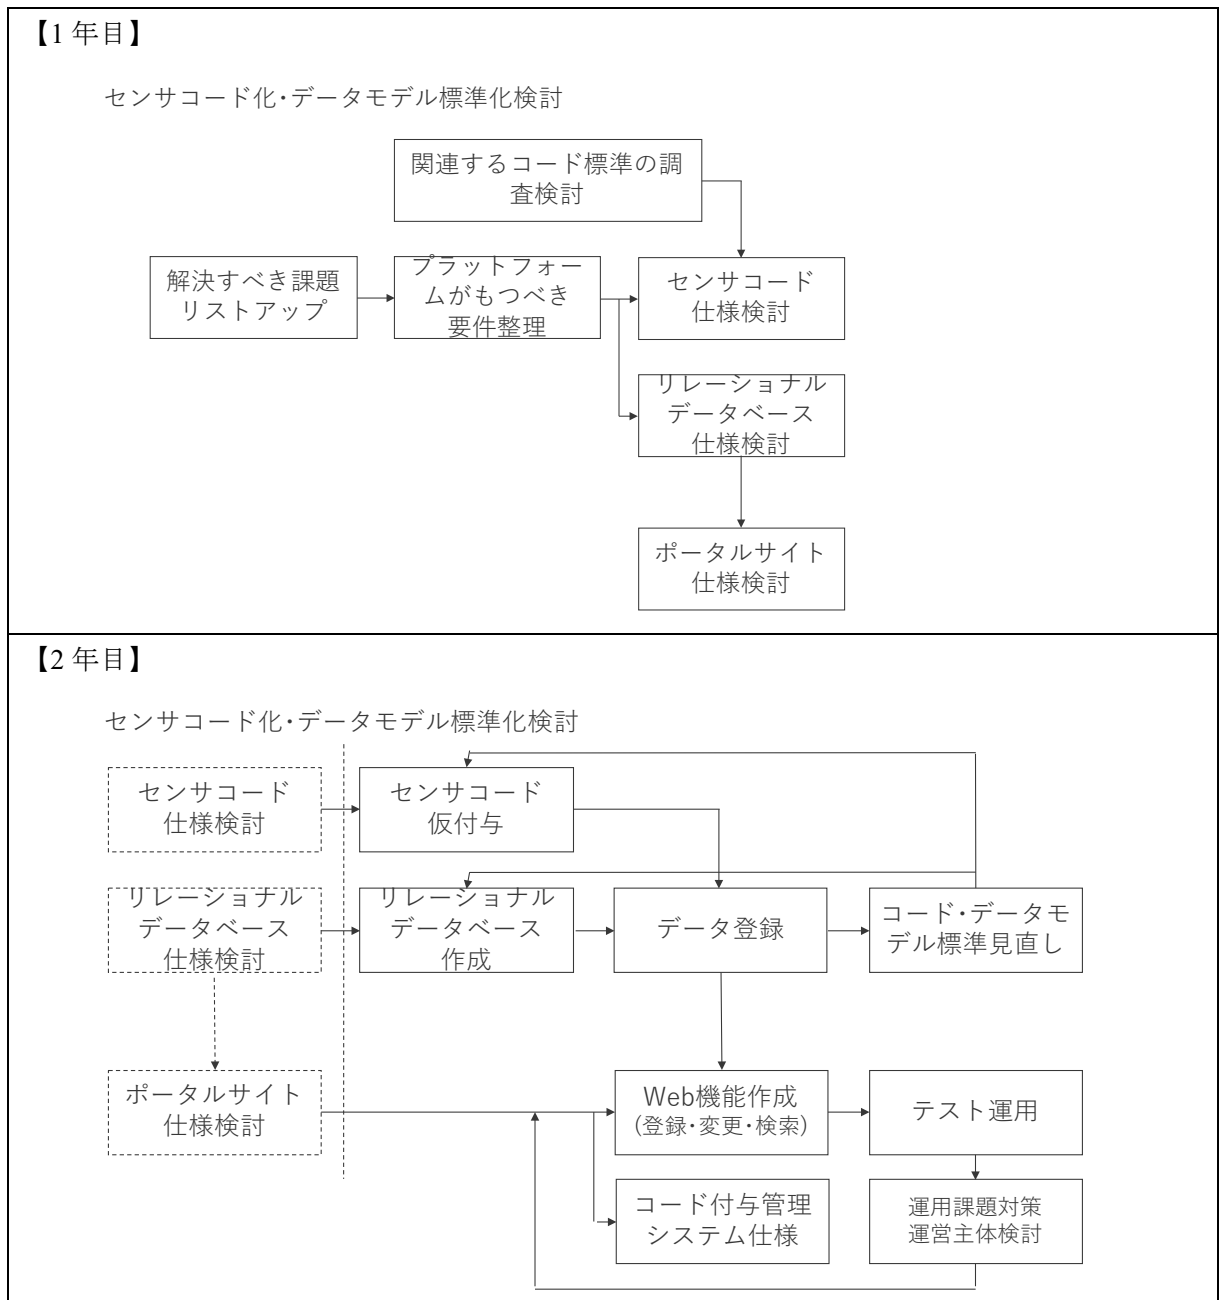 【1 年目】
センサコード化・データモデル標準化検討
関連するコード標準の調
査検討
解決すべき課題
リストアップ
プラットフォー
ムがもつべき
要件整理
センサコード
仕様検討
リレーショナル
データベース
仕様検討
ポータルサイト
仕様検討
【2 年目】
センサコード化・データモデル標準化検討
センサコード
仕様検討
センサコード
仮付与
リレーショナル
データベース
仕様検討
リレーショナル
データベース
作成
データ登録
コード・データモ
デル標準見直し
ポータルサイト
仕様検討
Web機能作成
(登録・変更・検索)
テスト運用
コード付与管理
システム仕様
運用課題対策
運営主体検討